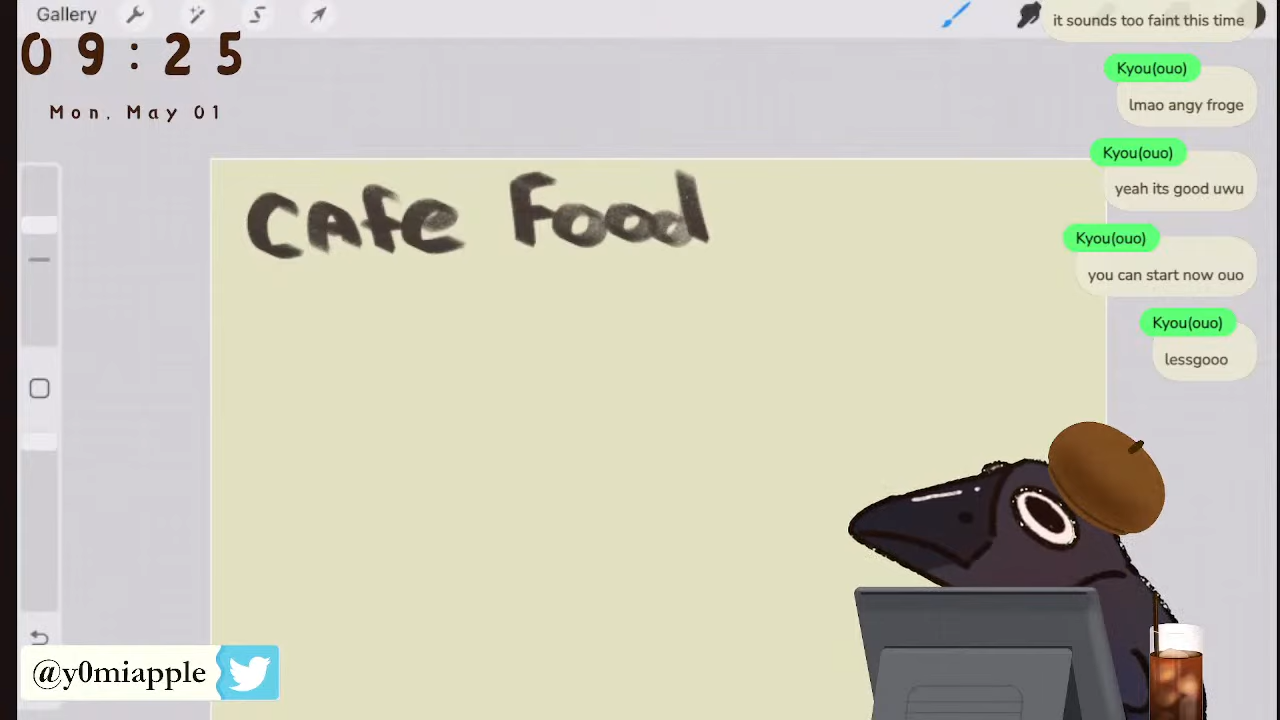 Gallery
09:25
Mon, May 01
CAfe Food
it sounds too faint this time
Kyou(ouo)
lmao angy froge
Kyou(ouo)
yeah its good uwu
Kyou(ouo)
you can start now ouo
Kyou(ouo)
lessgooo
@y0miapple